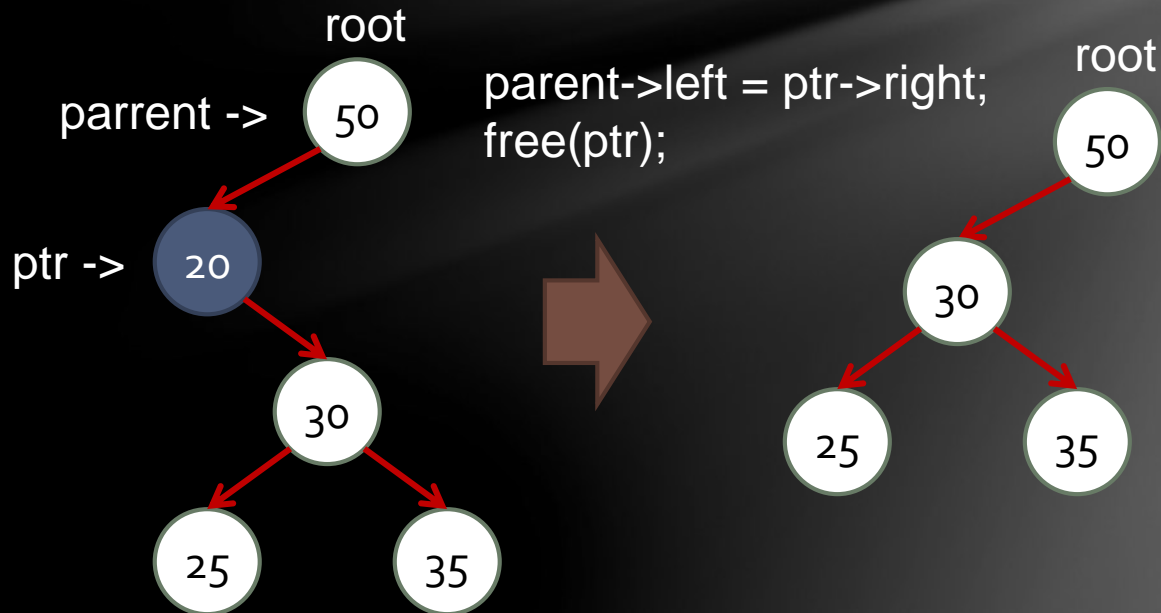 root
parrent ->
50
parent->left = ptr->right;
free(ptr);
root
50
ptr ->
20
30
30
25
35
25
35